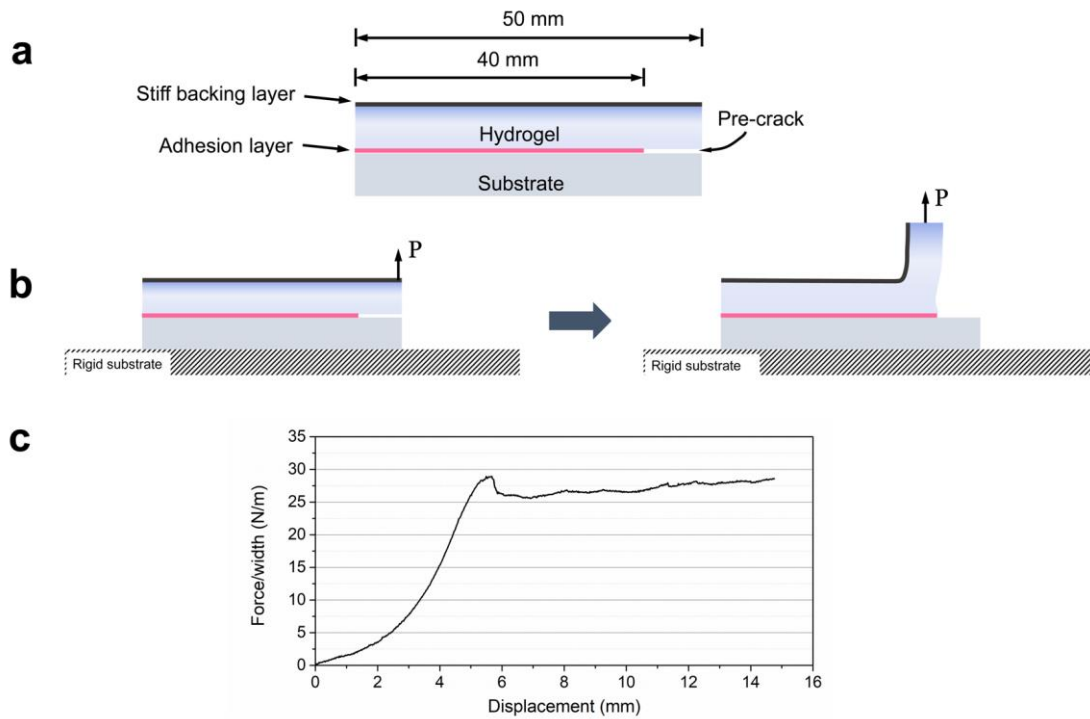 a
50 mm
40 mm
Stiff backing layer
Pre-crack
Hydrogel
Adhesion layer
Substrate
b
P
P
Rigid substrate
Rigid substrate
c
35
30
25
20
15
10
5
0
Force/width (N/m)
0 2 4 6 8 10 12 14 16
Displacement (mm)